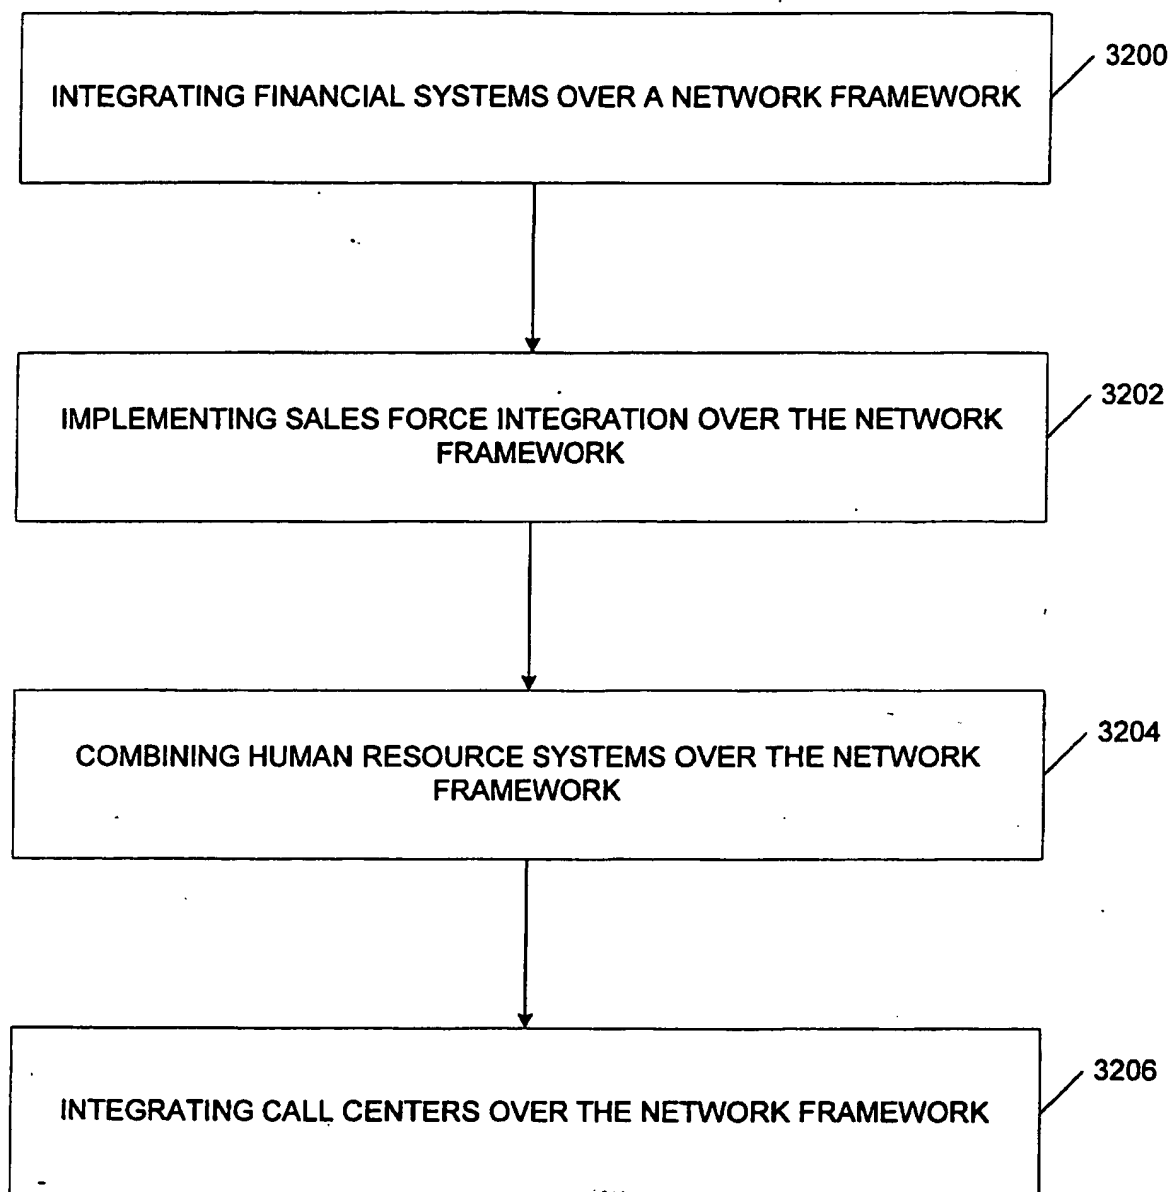 3200
INTEGRATING FINANCIAL SYSTEMS OVER A NETWORK FRAMEWORK
3202
IMPLEMENTING SALES FORCE INTEGRATION OVER THE NETWORK
FRAMEWORK
3204
COMBINING HUMAN RESOURCE SYSTEMS OVER THE NETWORK
FRAMEWORK
3206
INTEGRATING CALL CENTERS OVER THE NETWORK FRAMEWORK